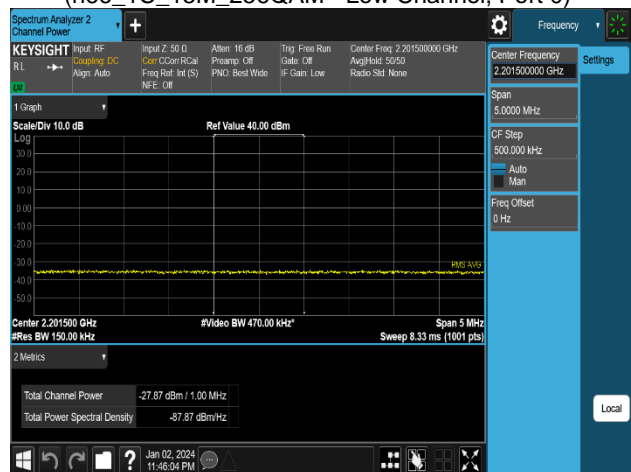 Spectrum Analyzer 2
Channel Power
Frequency
KEYSIGHT
RL
Input: RF
Coupling: DC
Align: Auto
Input Z: 50 Ω
Corr CCorr RCal
Freq Ref: Int (S)
NFE: Off
Atten: 16 dB
Preamp: Off
PNO: Best Wide
Trig: Free Run
Gate: Off
IF Gain: Low
Center Freq: 2.201500000 GHz
Avg|Hold: 50/50
Radio Std: None
LW
1 Graph
Scale/Div 10.0 dB
Ref Value 40.00 dBm
Log
30.0
20.0
10.0
0.00
-10.0
-20.0
-30.0
-40.0
-50.0
RMS AVG
Center 2.201500 GHz
#Video BW 470.00 kHz*
Span 5 MHz
#Res BW 150.00 kHz
Sweep 8.33 ms (1001 pts)
2 Metrics
Total Channel Power -27.87 dBm / 1.00 MHz
Total Power Spectral Density -87.87 dBm/Hz
Center Frequency
2.201500000 GHz
Settings
Span
5.0000 MHz
CF Step
500.000 kHz
Auto
Man
Freq Offset
0 Hz
Local
?
Jan 02, 2024
11:46:04 PM